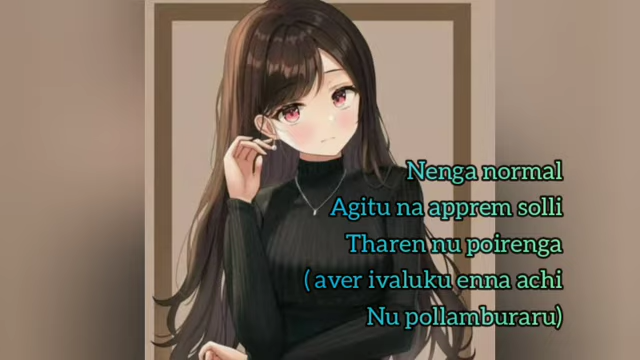 Nenga normal
Agitu na apprem solli
Tharen nu poirenga
( aver ivaluku enna achi
Nu pollamburaru)